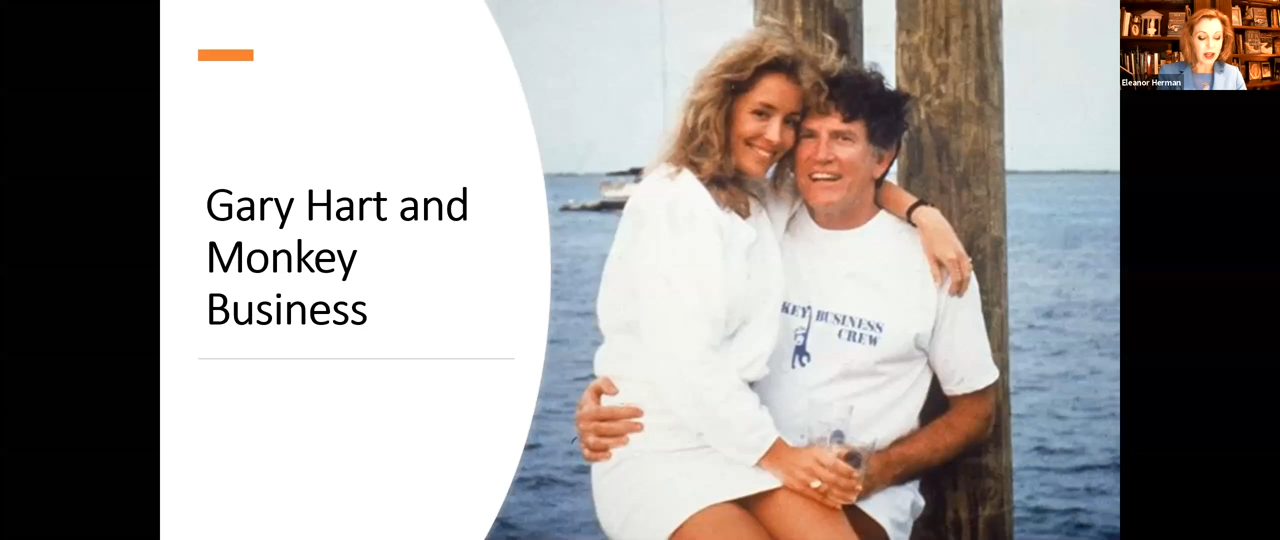 Gary Hart and
Monkey
Business
KEY BUSINESS
CREW
Eleanor Herman